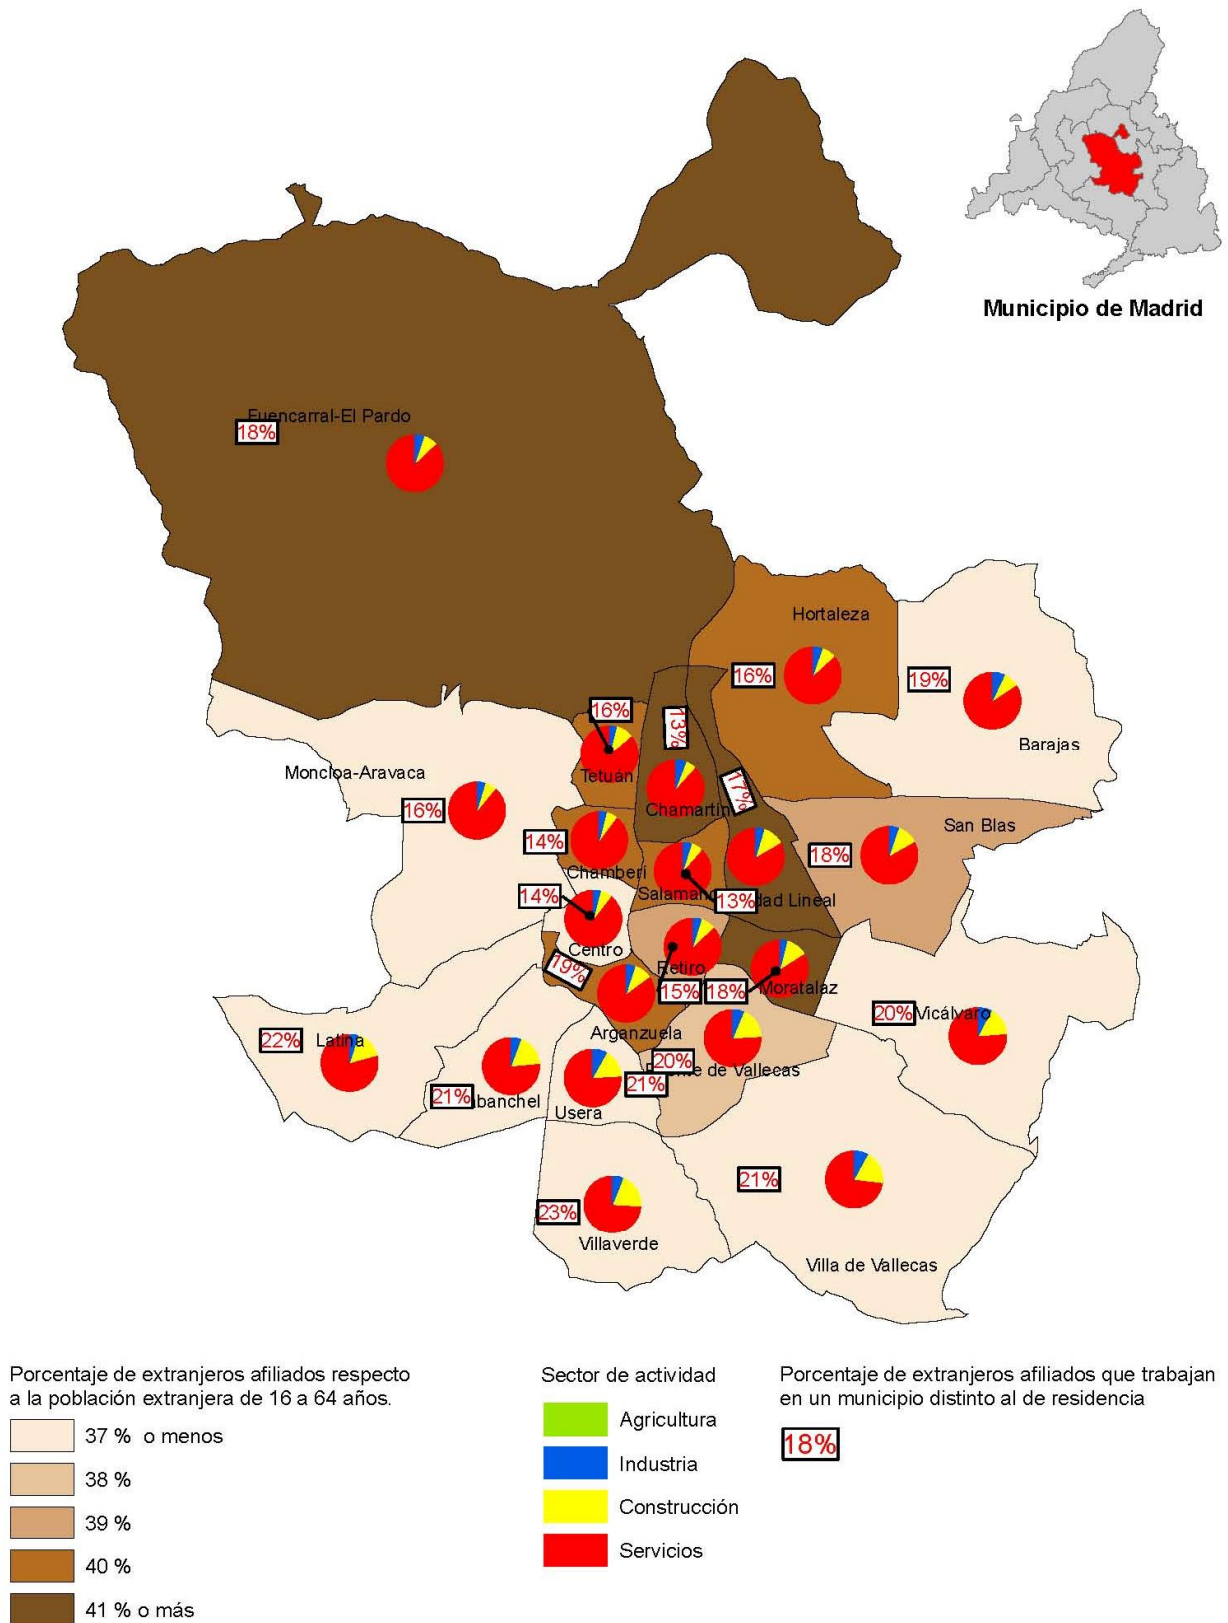 Municipio de Madrid
Fuencarral-El Pardo
18%
Hortaleza
16%
19%
Barajas
16%
13%
Tetuán
Moncloa-Aravaca
16%
17%
Chamartín
San Blas
14%
18%
Chamberí
14%
13%
Centro
19%
Retiro
15%
18%
Moratalaz
20%
Vicálvaro
Arganzuela
22%
Latina
20%
de Vallecas
21%
21%
Usera
21%
23%
Villaverde
Villa de Vallecas
Porcentaje de extranjeros afiliados respecto
a la población extranjera de 16 a 64 años.
37 % o menos
38 %
39 %
40 %
41 % o más
Sector de actividad
Agricultura
Industria
Construcción
Servicios
Porcentaje de extranjeros afiliados que trabajan
en un municipio distinto al de residencia
18%